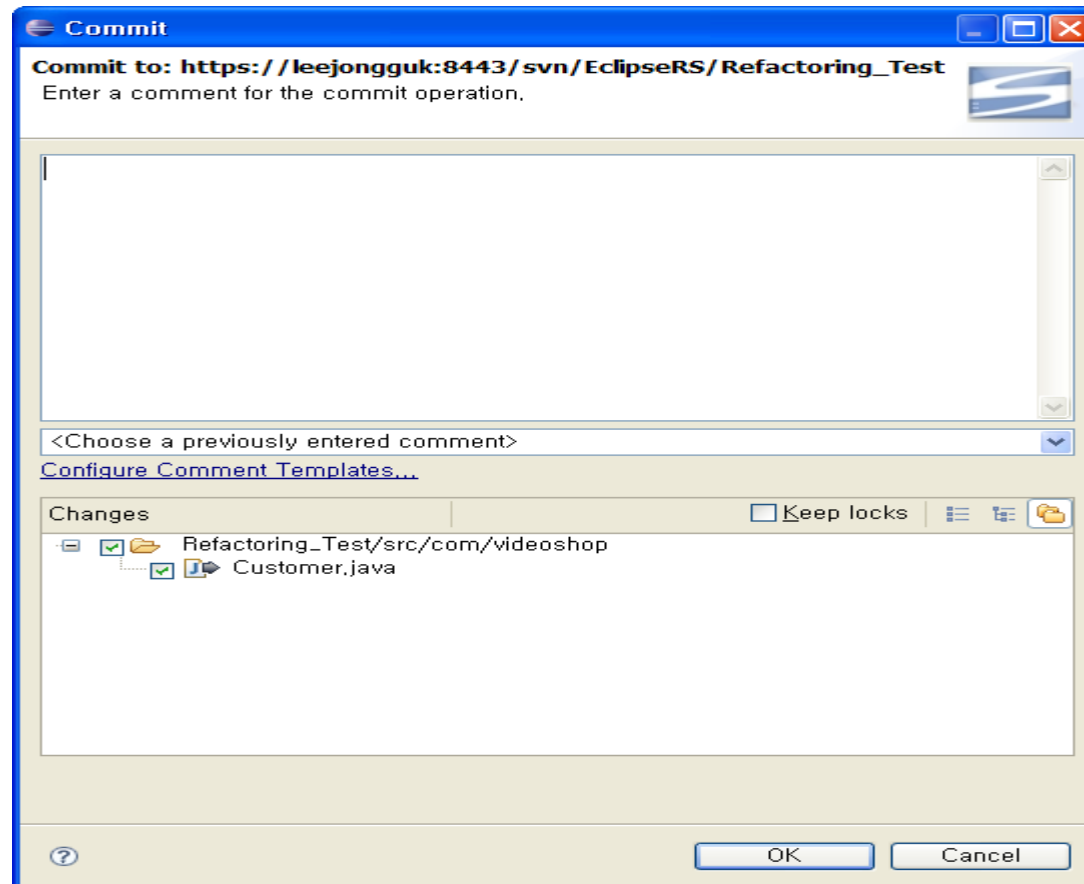 Commit
Commit to: https://leejongguk:8443/svn/EclipseRS/Refactoring_Test
Enter a comment for the commit operation,
<Choose a previously entered comment>
Configure Comment Templates,,,
Changes
Keep locks
Refactoring_Test/src/com/videoshop
Customer,java
OK
Cancel